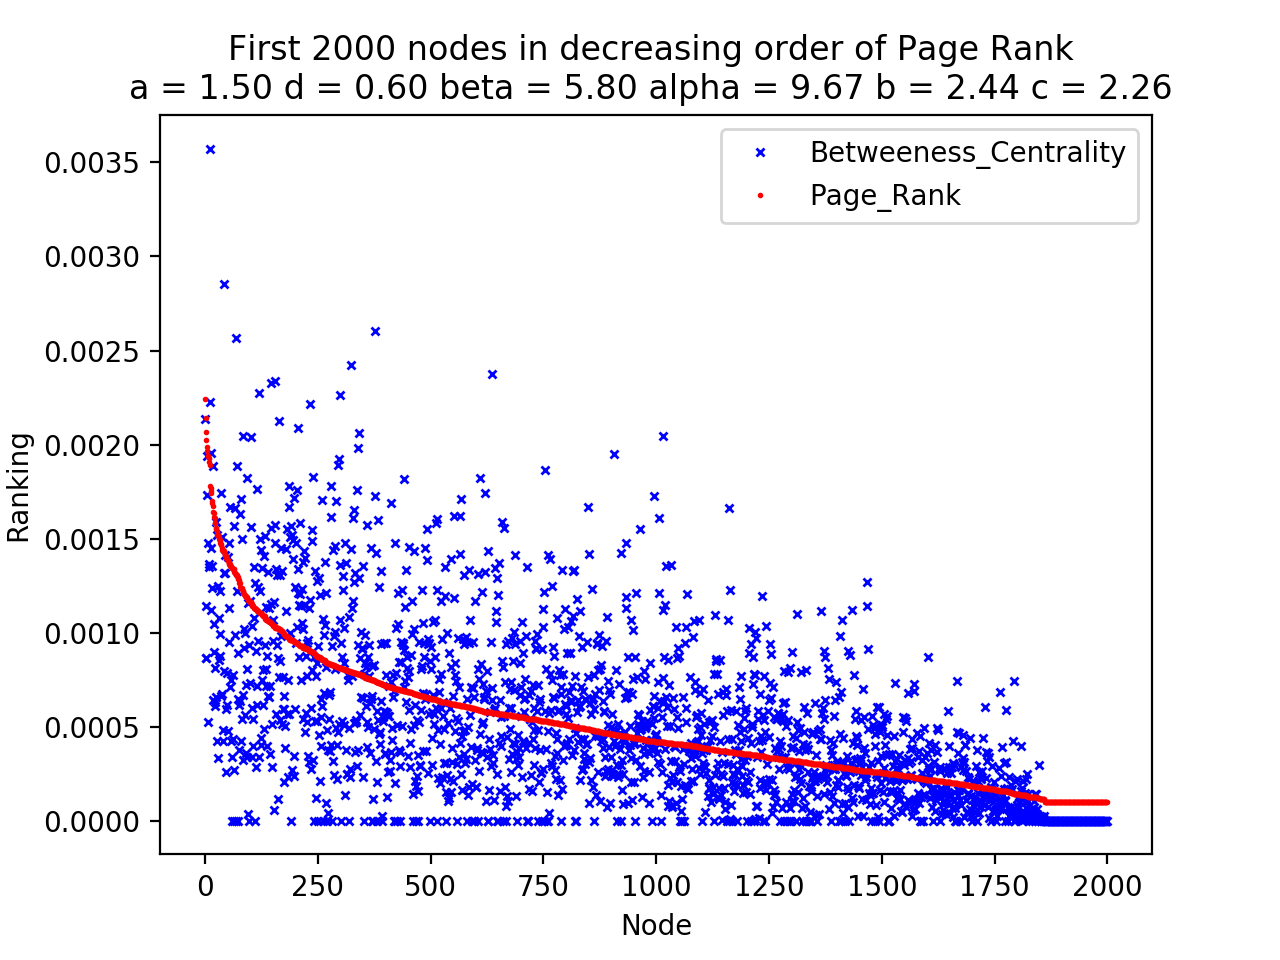 First 2000 nodes in decreasing order of Page Rank
a = 1.50 d = 0.60 beta = 5.80 alpha = 9.67 b = 2.44 c = 2.26
Betweeness_Centrality
Page_Rank
0.0035
0.0030
0.0025
0.0020
0.0015
0.0010
0.0005
0.0000
Ranking
0 250 500 750 1000 1250 1500 1750 2000
Node